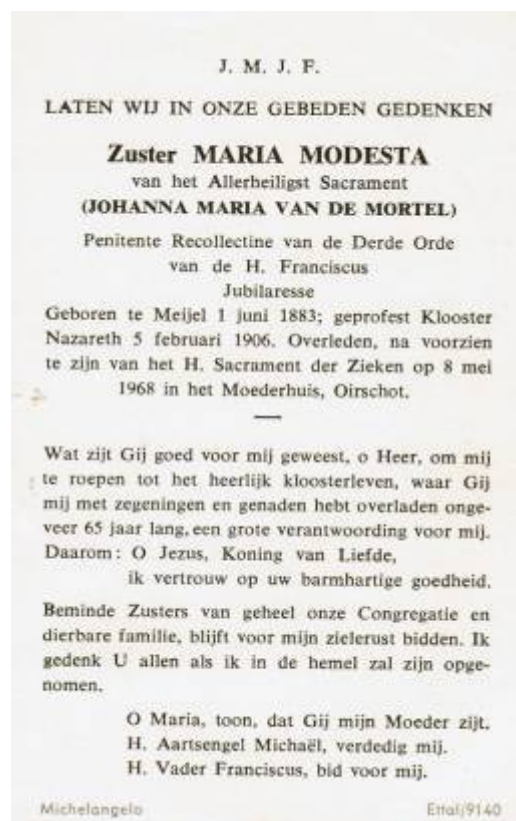 J. M. J. F.
LATEN WIJ IN ONZE GEBEDEN GEDENKEN
Zuster MARIA MODESTA
van het Allerheiligst Sacrament
(JOHANNA MARIA VAN DE MORTEL)
Penitente Recollectine van de Derde Orde
van de H. Franciscus
Jubilaresse
Geboren te Meijel 1 juni 1883; geprofest Klooster
Nazareth 5 februari 1906. Overleden, na voorzien
te zijn van het H. Sacrament der Zieken op 8 mei
1968 in het Moederhuis, Oirschot.
Wat zijt Gij goed voor mij geweest, o Heer, om mij
te roepen tot het heerlijk kloosterleven, waar Gij
mij met zegeningen en genaden hebt overladen onge-
veer 65 jaar lang, een grote verantwoording voor mij.
Daarom: O Jezus, Koning van Liefde,
ik vertrouw op uw barmhartige goedheid.
Beminde Zusters van geheel onze Congregatie en
dierbare familie, blijft voor mijn zielerust bidden. Ik
gedenk U allen als ik in de hemel zal zijn opge-
nomen.
O Maria, toon, dat Gij mijn Moeder zijt.
H. Aartsengel Michaël, verdedig mij.
H. Vader Franciscus, bid voor mij.
Michelangelo Ettal/9140